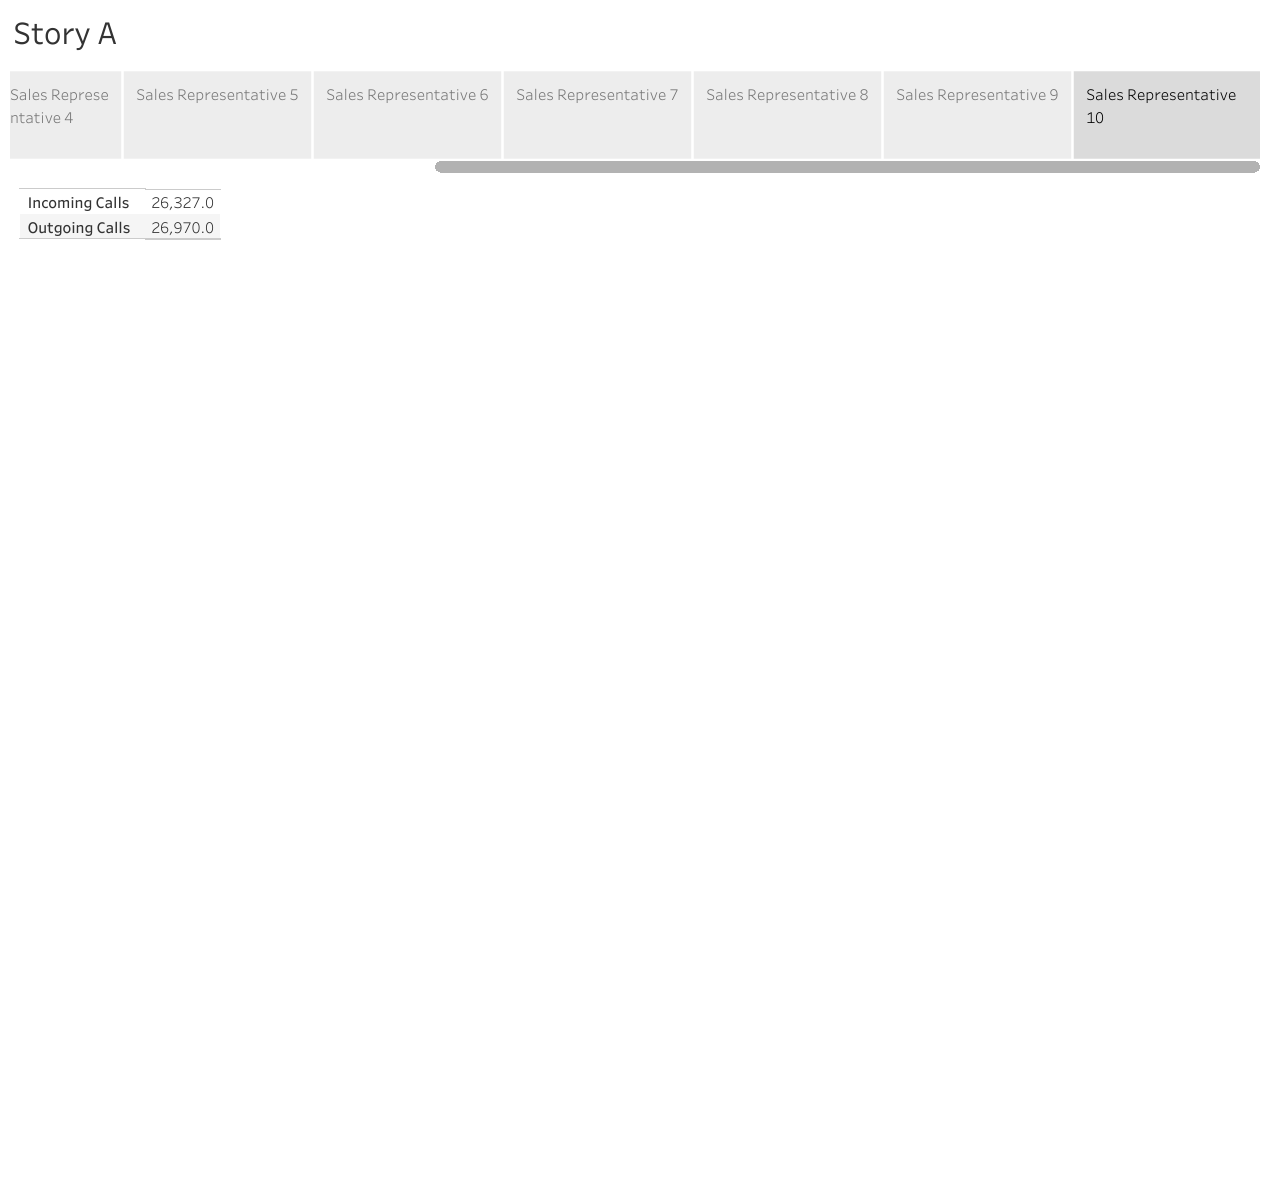 Story A
Sales Represe
ntative 4
Sales Representative 5
Sales Representative 6
Sales Representative 7
Sales Representative 8
Sales Representative 9
Sales Representative
10
Incoming Calls 26,327.0
Outgoing Calls 26,970.0